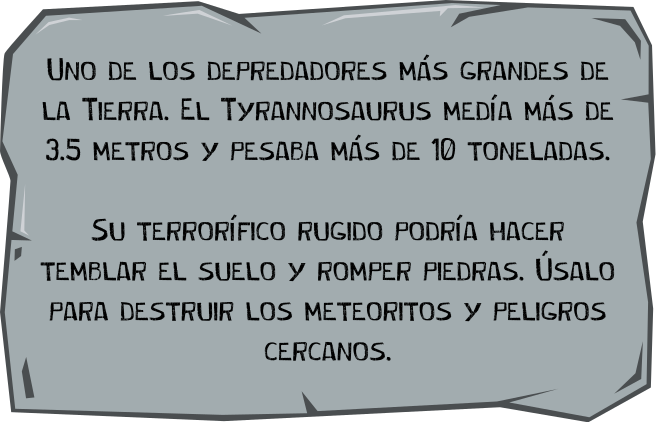 Uno de los depredadores más grandes de
la Tierra. El Tyrannosaurus medía más de
3.5 metros y pesaba más de 10 toneladas.
Su terrorífico rugido podría hacer
temblar el suelo y romper piedras. Úsalo
para destruir los meteoritos y peligros
cercanos.